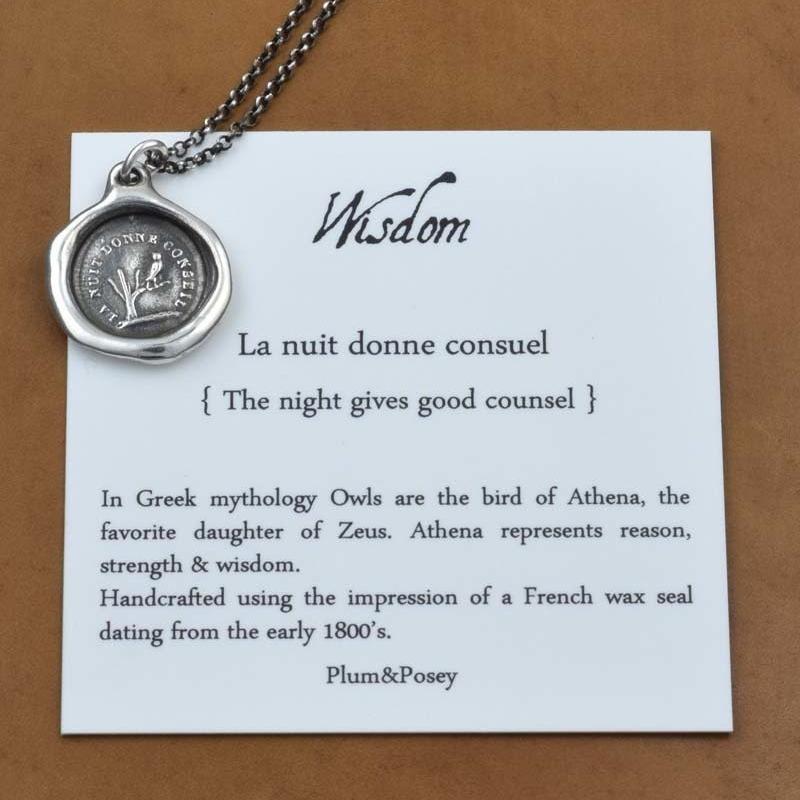 LA NUIT DONNE CONSEIL
Wisdom
La nuit donne consuel
{ The night gives good counsel }
In Greek mythology Owls are the bird of Athena, the
favorite daughter of Zeus. Athena represents reason,
strength & wisdom.
Handcrafted using the impression of a French wax seal
dating from the early 1800's.
Plum&Posey